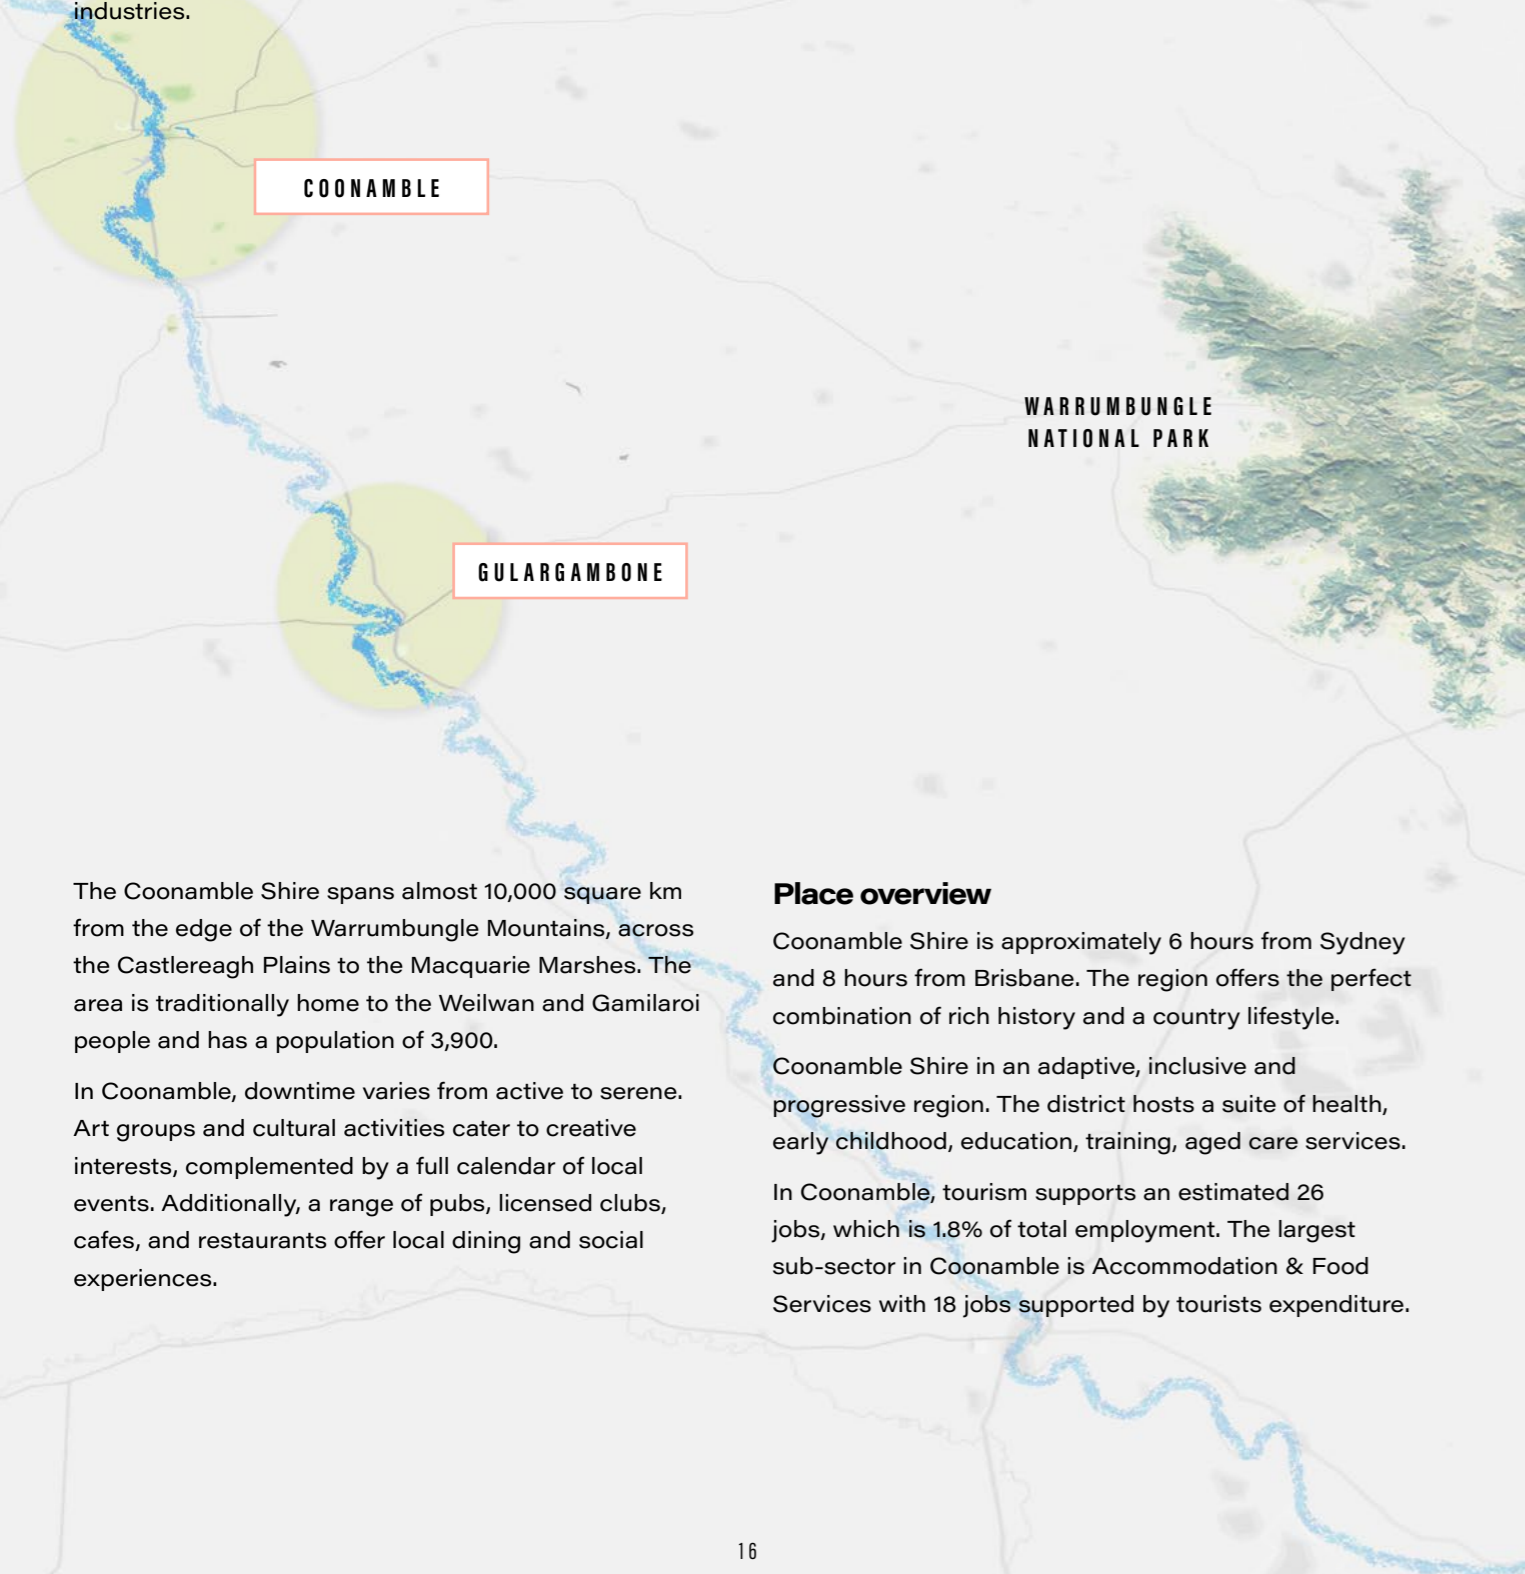 industries.
COONAMBLE
WARRUMBUNGLE
NATIONAL PARK
GULARGAMBONE
The Coonamble Shire spans almost 10,000 square km
from the edge of the Warrumbungle Mountains, across
the Castlereagh Plains to the Macquarie Marshes. The
area is traditionally home to the Weilwan and Gamilaroi
people and has a population of 3,900.
In Coonamble, downtime varies from active to serene.
Art groups and cultural activities cater to creative
interests, complemented by a full calendar of local
events. Additionally, a range of pubs, licensed clubs,
cafes, and restaurants offer local dining and social
experiences.
Place overview
Coonamble Shire is approximately 6 hours from Sydney
and 8 hours from Brisbane. The region offers the perfect
combination of rich history and a country lifestyle.
Coonamble Shire in an adaptive, inclusive and
progressive region. The district hosts a suite of health,
early childhood, education, training, aged care services.
In Coonamble, tourism supports an estimated 26
jobs, which is 1.8% of total employment. The largest
sub-sector in Coonamble is Accommodation & Food
Services with 18 jobs supported by tourists expenditure.
16